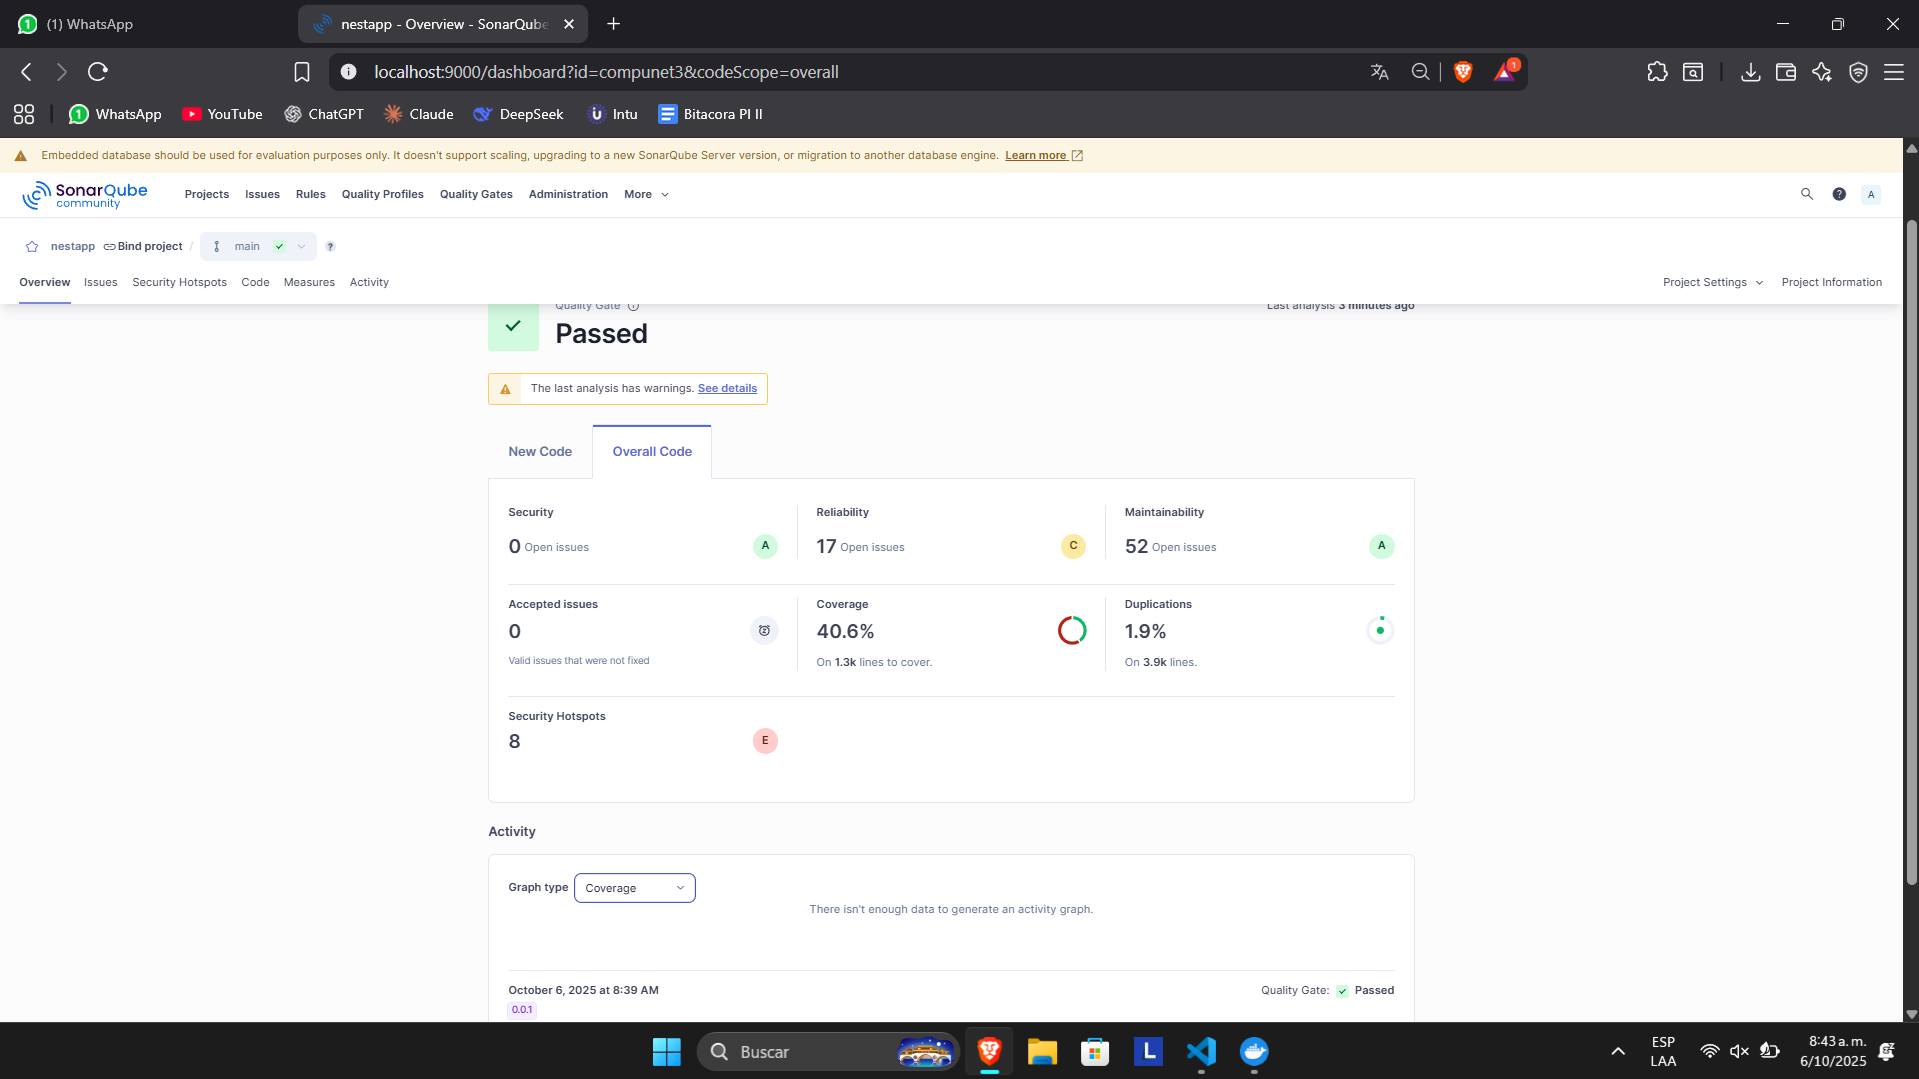 (1) WhatsApp
nestapp - Overview - SonarQube
localhost:9000/dashboard?id=compunet3&codeScope=overall
1
WhatsApp YouTube ChatGPT Claude DeepSeek Intu Bitacora PI II
Embedded database should be used for evaluation purposes only. It doesn't support scaling, upgrading to a new SonarQube Server version, or migration to another database engine. Learn more
SonarQube
community
Projects Issues Rules Quality Profiles Quality Gates Administration More
A
nestapp Bind project / main
Overview Issues Security Hotspots Code Measures Activity
Project Settings Project Information
Quality Gate
Last analysis 3 minutes ago
Passed
The last analysis has warnings. See details
New Code Overall Code
Security Reliability Maintainability
0 Open issues A 17 Open issues C 52 Open issues A
Accepted issues Coverage Duplications
0 40.6% 1.9%
Valid issues that were not fixed On 1.3k lines to cover. On 3.9k lines.
Security Hotspots
8 E
Activity
Graph type Coverage
There isn't enough data to generate an activity graph.
October 6, 2025 at 8:39 AM Quality Gate: Passed
0.0.1
Buscar
L
ESP
LAA
8:43 a. m.
6/10/2025